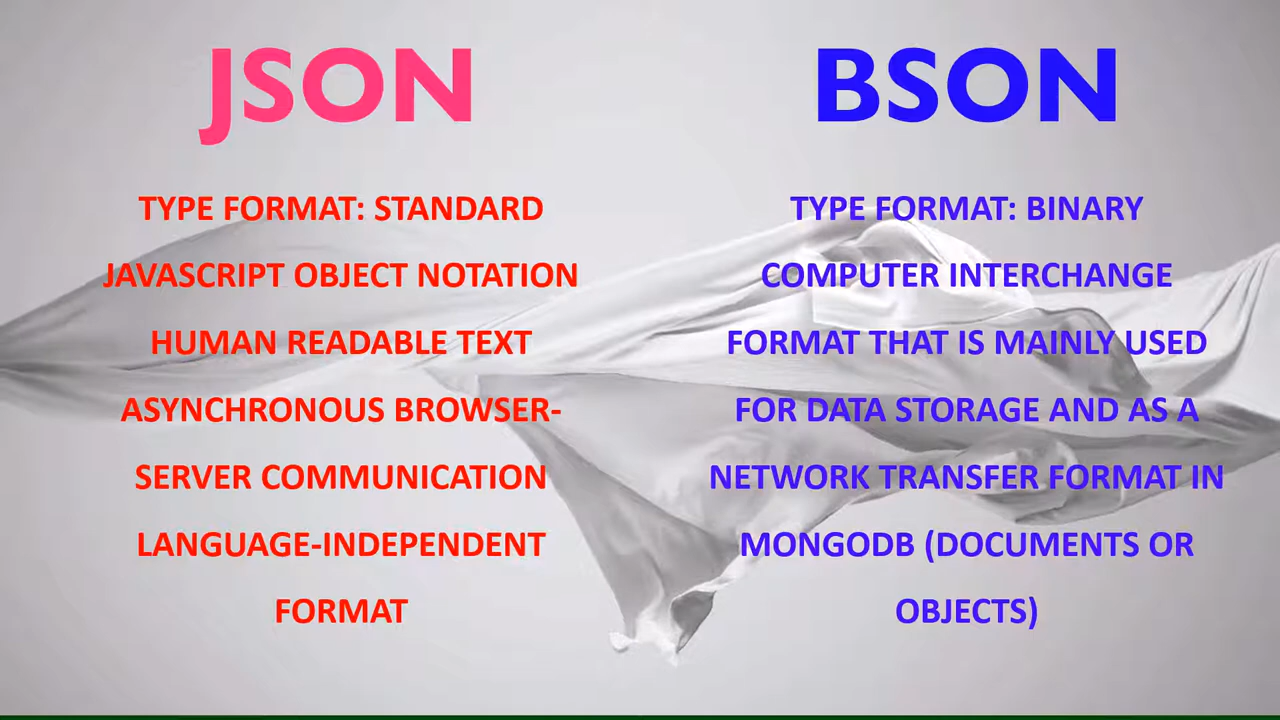 JSON
TYPE FORMAT: STANDARD
JAVASCRIPT OBJECT NOTATION
HUMAN READABLE TEXT
ASYNCHRONOUS BROWSER-
SERVER COMMUNICATION
LANGUAGE-INDEPENDENT
FORMAT
BSON
TYPE FORMAT: BINARY
COMPUTER INTERCHANGE
FORMAT THAT IS MAINLY USED
FOR DATA STORAGE AND AS A
NETWORK TRANSFER FORMAT IN
MONGODB (DOCUMENTS OR
OBJECTS)